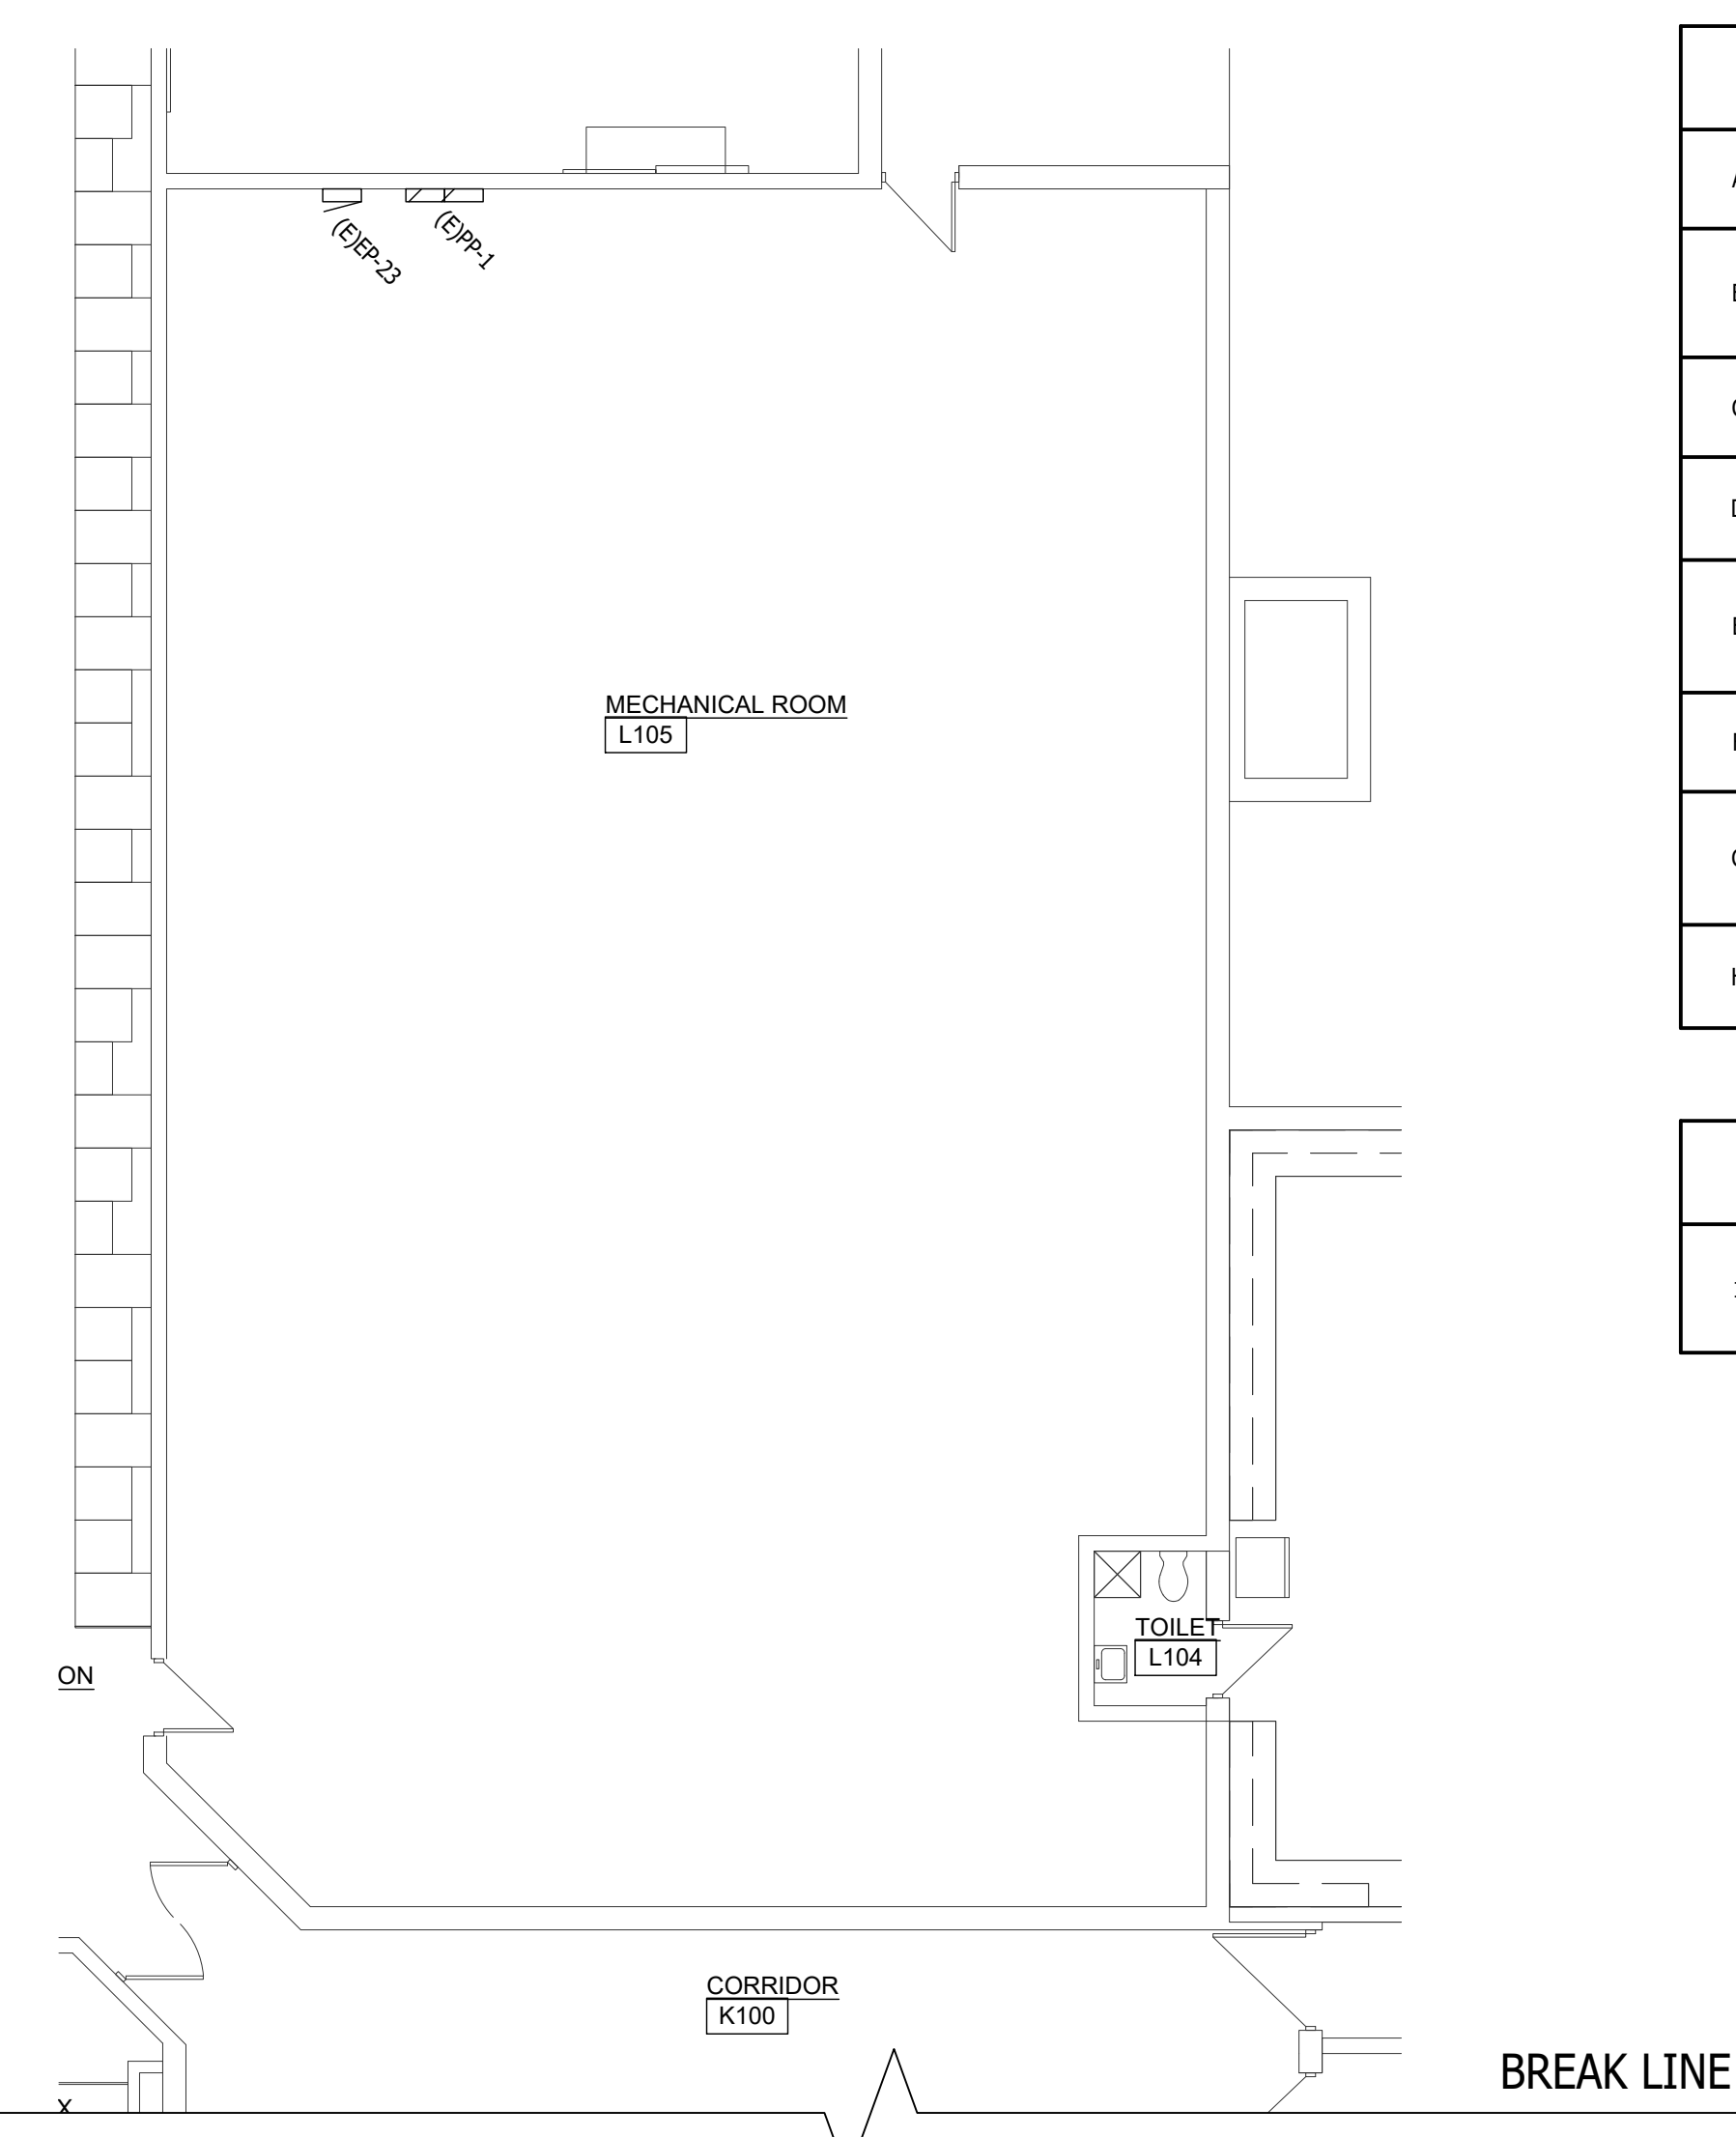 (E)EP-23
(E)PP-1
MECHANICAL ROOM
L105
TOILET
L104
ON
CORRIDOR
K100
BREAK LINE
X